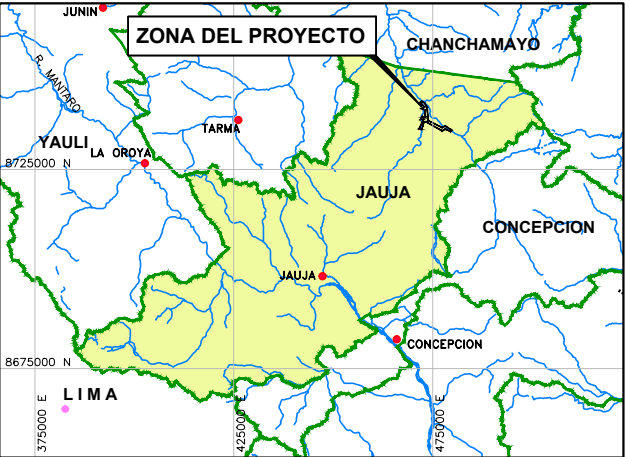 JUNIN
ZONA DEL PROYECTO
CHANCHAMAYO
R. MANTARO
TARMA
YAULI
LA OROYA
8725000 N
JAUJA
CONCEPCION
JAUJA
CONCEPCION
8675000 N
LIMA
375000 E
425000 E
475000 E